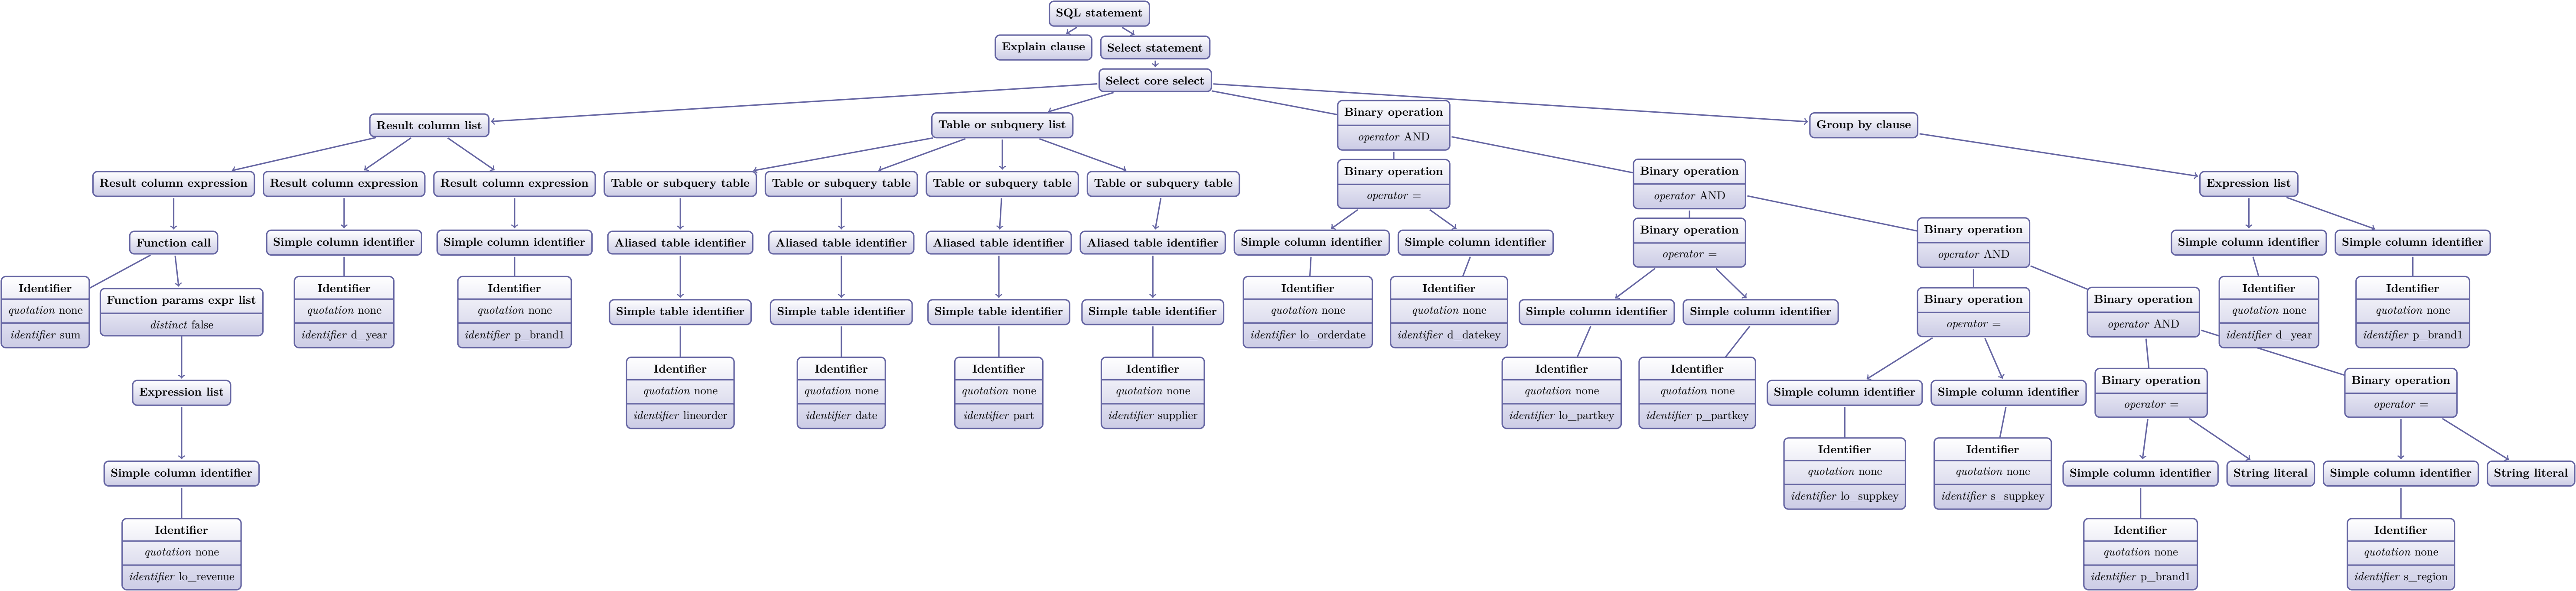 SQL statement
Explain clause
Select statement
Select core select
Result column list
Table or subquery list
Binary operation
operator AND
Group by clause
Result column expression
Result column expression
Result column expression
Table or subquery table
Table or subquery table
Table or subquery table
Table or subquery table
Binary operation
operator =
Binary operation
operator AND
Expression list
Function call
Simple column identifier
Simple column identifier
Aliased table identifier
Aliased table identifier
Aliased table identifier
Aliased table identifier
Simple column identifier
Simple column identifier
Binary operation
operator =
Binary operation
operator AND
Simple column identifier
Simple column identifier
Identifier
quotation none
identifier sum
Function params expr list
distinct false
Identifier
quotation none
identifier d_year
Identifier
quotation none
identifier p_brand1
Simple table identifier
Simple table identifier
Simple table identifier
Simple table identifier
Identifier
quotation none
identifier lo_orderdate
Identifier
quotation none
identifier d_datekey
Simple column identifier
Simple column identifier
Binary operation
operator =
Binary operation
operator AND
Identifier
quotation none
identifier d_year
Identifier
quotation none
identifier p_brand1
Expression list
Identifier
quotation none
identifier lineorder
Identifier
quotation none
identifier date
Identifier
quotation none
identifier part
Identifier
quotation none
identifier supplier
Identifier
quotation none
identifier lo_partkey
Identifier
quotation none
identifier p_partkey
Simple column identifier
Simple column identifier
Binary operation
operator =
Binary operation
operator =
Simple column identifier
Identifier
quotation none
identifier lo_suppkey
Identifier
quotation none
identifier s_suppkey
Simple column identifier
String literal
Simple column identifier
String literal
Identifier
quotation none
identifier lo_revenue
Identifier
quotation none
identifier p_brand1
Identifier
quotation none
identifier s_region